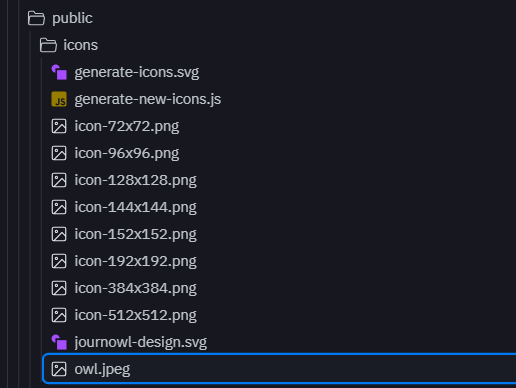 public
icons
generate-icons.svg
JS generate-new-icons.js
icon-72x72.png
icon-96x96.png
icon-128x128.png
icon-144x144.png
icon-152x152.png
icon-192x192.png
icon-384x384.png
icon-512x512.png
journowl-design.svg
owl.jpeg